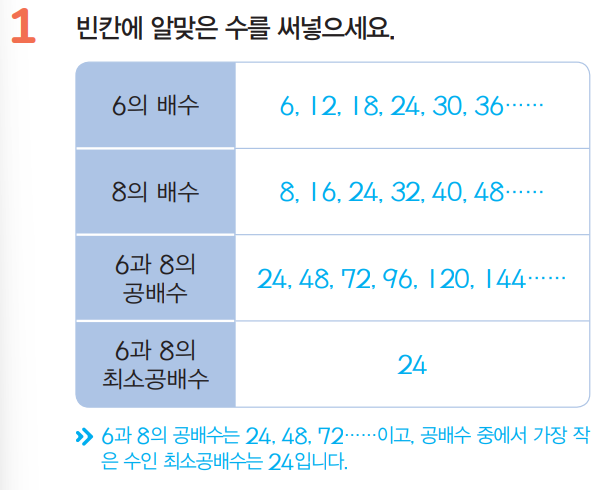 1 빈칸에 알맞은 수를 써넣으세요.
6의 배수
6, 12, 18, 24, 30, 36……
8의 배수
8, 16, 24, 32, 40, 48……
6과 8의
공배수
24, 48, 72, 96, 120, 144……
6과 8의
최소공배수
24
≫ 6과 8의 공배수는 24, 48, 72……이고, 공배수 중에서 가장 작
은 수인 최소공배수는 24입니다.